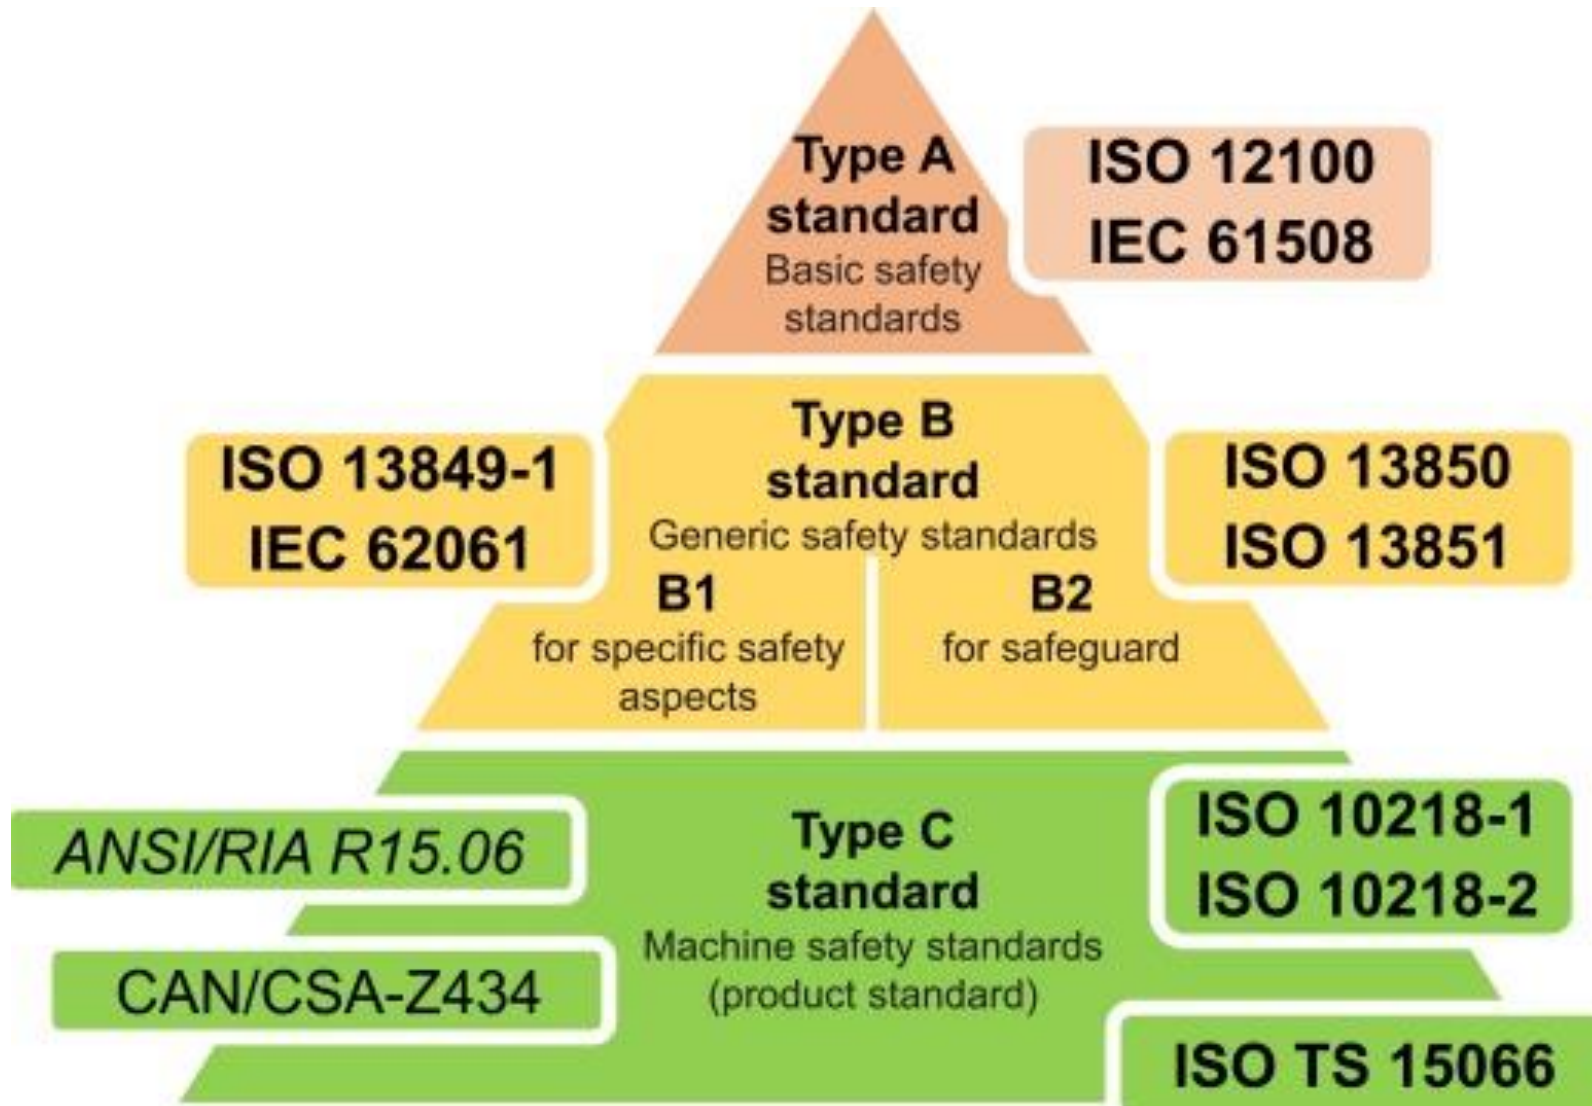 Type A
standard
Basic safety
standards
ISO 12100
IEC 61508
Type B
standard
Generic safety standards
ISO 13849-1
IEC 62061
ISO 13850
ISO 13851
B1
for specific safety
aspects
B2
for safeguard
Type C
standard
Machine safety standards
(product standard)
ANSI/RIA R15.06
CAN/CSA-Z434
ISO 10218-1
ISO 10218-2
ISO TS 15066